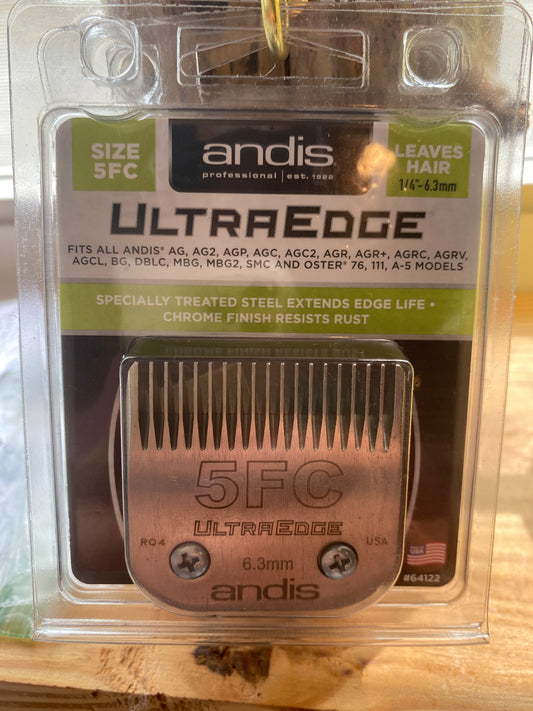 SIZE
5FC
andis
professional | est. 1922
LEAVES
HAIR
1/4"-6.3mm
ULTRAEDGE
FITS ALL ANDIS® AG, AG2, AGP, AGC, AGC2, AGR, AGR+, AGRC, AGRV,
AGCL, BG, DBLC, MBG, MBG2, SMC AND OSTER® 76, 111, A-5 MODELS
SPECIALLY TREATED STEEL EXTENDS EDGE LIFE •
CHROME FINISH RESISTS RUST
5FC
ULTRAEDGE
RQ4
USA
6.3mm
andis
USA
#64122